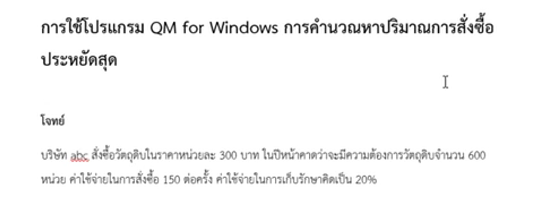 การใช้โปรแกรม QM for Windows การคำนวณหาปริมาณการสั่งซื้อ
ประหยัดสุด
โจทย์
บริษัท abc สั่งซื้อวัตถุดิบในราคาหน่วยละ 300 บาท ในปีหน้าคาดว่าจะมีความต้องการวัตถุดิบจำนวน 600
หน่วย ค่าใช้จ่ายในการสั่งซื้อ 150 ต่อครั้ง ค่าใช้จ่ายในการเก็บรักษาคิดเป็น 20%